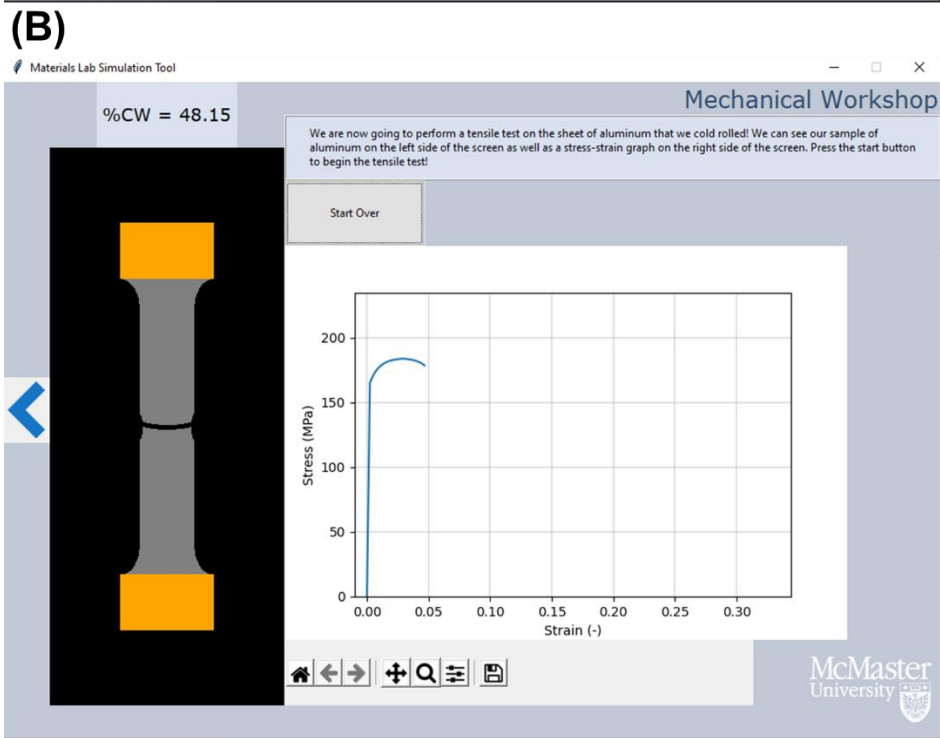 (B)
Materials Lab Simulation Tool
%CW = 48.15
Mechanical Workshop
We are now going to perform a tensile test on the sheet of aluminum that we cold rolled! We can see our sample of
aluminum on the left side of the screen as well as a stress-strain graph on the right side of the screen. Press the start button
to begin the tensile test!
Start Over
Stress (MPa)
200
150
100
50
0
0.00 0.05 0.10 0.15 0.20 0.25 0.30
Strain (-)
McMaster
University